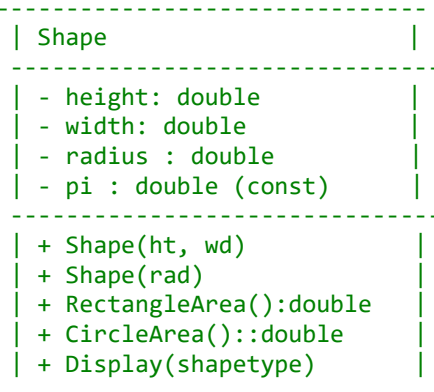 -------------------------------
| Shape                      |
-------------------------------
| - height: double           |
| - width: double            |
| - radius : double          |
| - pi : double (const)      |
-------------------------------
| + Shape(ht, wd)            |
| + Shape(rad)               |
| + RectangleArea():double   |
| + CircleArea()::double     |
| + Display(shapetype)       |